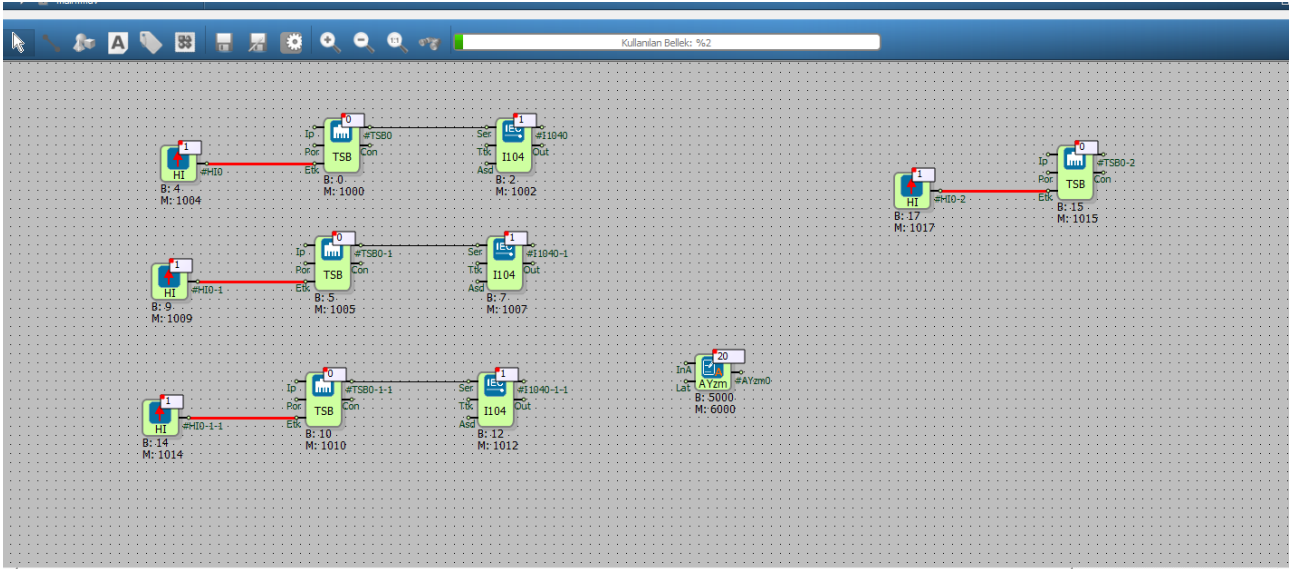 A
Kullanılan Bellek: %2
0
Ip
#TSB0
Por
TSB
Con
Etk
B: 0
M: 1000
1
Ser
IEC
#I1040
Ttk
I104
Out
Asd
B: 2
M: 1002
1
HI
#HI0
B: 4
M: 1004
0
Ip
#TSB0-2
Por
TSB
Con
Etk
B: 15
M: 1015
1
HI
#HI0-2
B: 17
M: 1017
0
Ip
#TSB0-1
Por
TSB
Con
Etk
B: 5
M: 1005
1
Ser
IEC
#I1040-1
Ttk
I104
Out
Asd
B: 7
M: 1007
1
HI
#HI0-1
B: 9
M: 1009
20
InA
A
Lat
AYzm
#AYzm0
B: 5000
M: 6000
0
Ip
#TSB0-1-1
Por
TSB
Con
Etk
B: 10
M: 1010
1
Ser
IEC
#I1040-1-1
Ttk
I104
Out
Asd
B: 12
M: 1012
1
HI
#HI0-1-1
B: 14
M: 1014